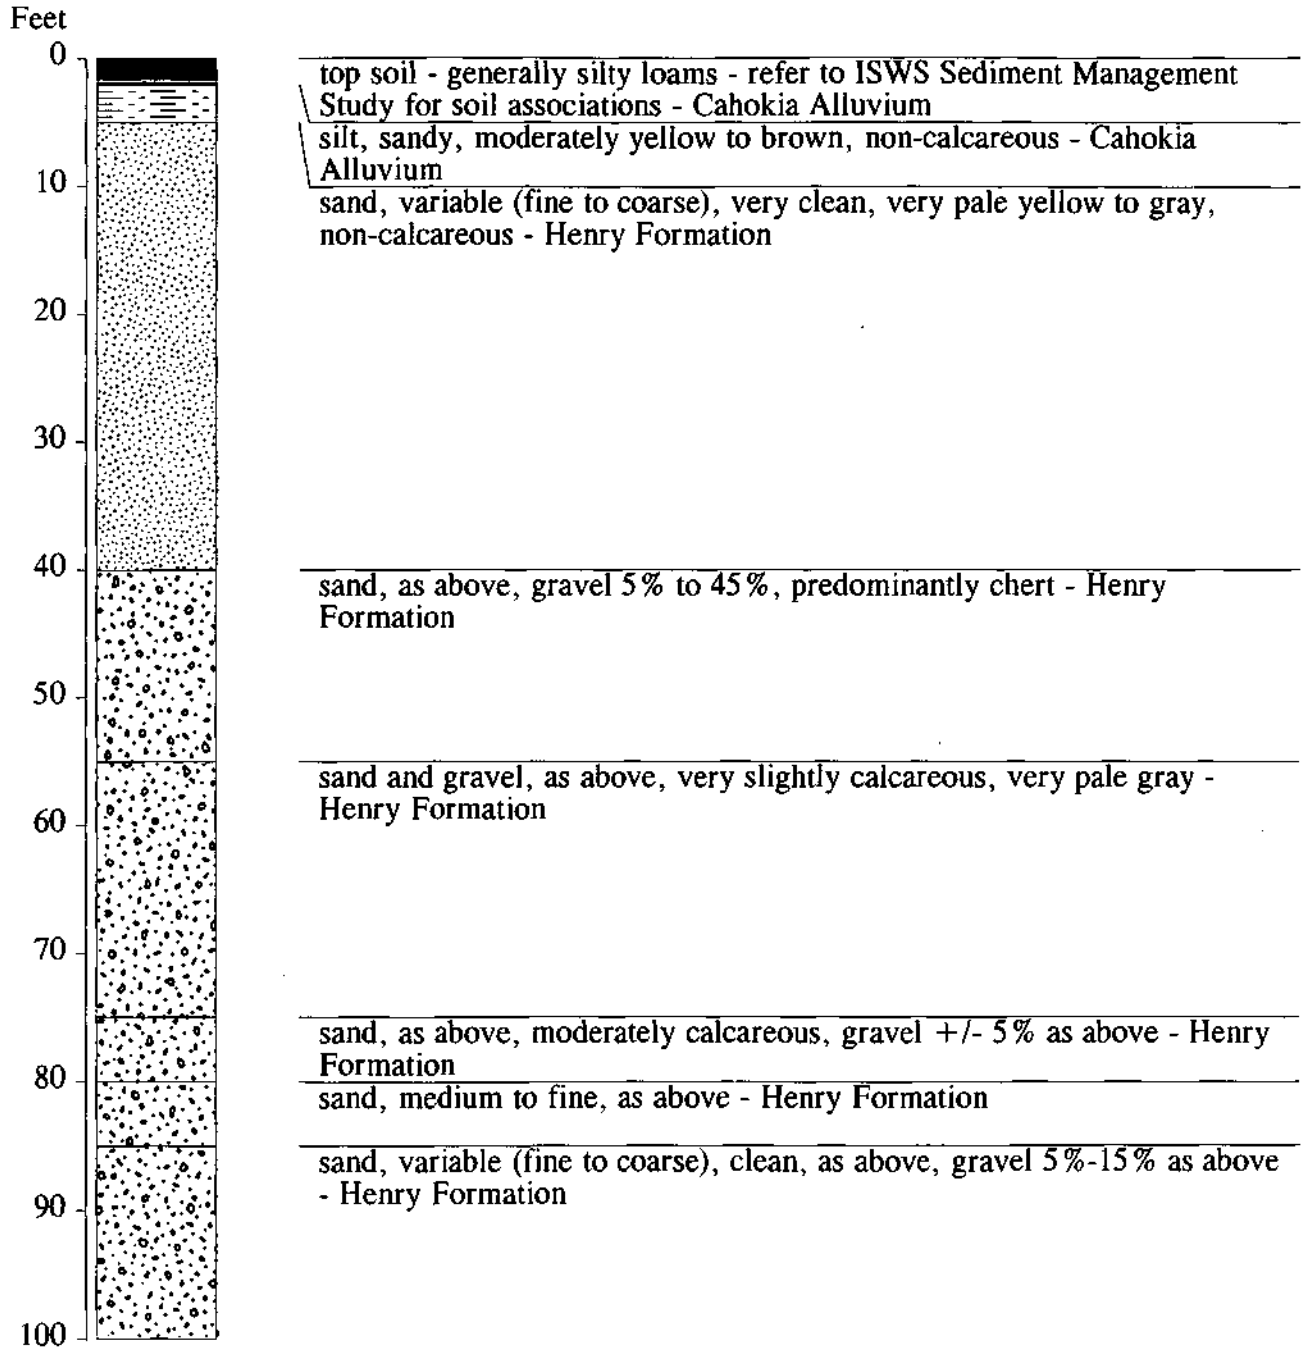 Feet
0
top soil - generally silty loams - refer to ISWS Sediment Management
Study for soil associations - Cahokia Alluvium
silt, sandy, moderately yellow to brown, non-calcareous - Cahokia
Alluvium
10
sand, variable (fine to coarse), very clean, very pale yellow to gray,
non-calcareous - Henry Formation
20
30
40
sand, as above, gravel 5% to 45%, predominantly chert - Henry
Formation
50
sand and gravel, as above, very slightly calcareous, very pale gray -
Henry Formation
60
70
sand, as above, moderately calcareous, gravel +/- 5% as above - Henry
Formation
80
sand, medium to fine, as above - Henry Formation
sand, variable (fine to coarse), clean, as above, gravel 5%-15% as above
- Henry Formation
90
100